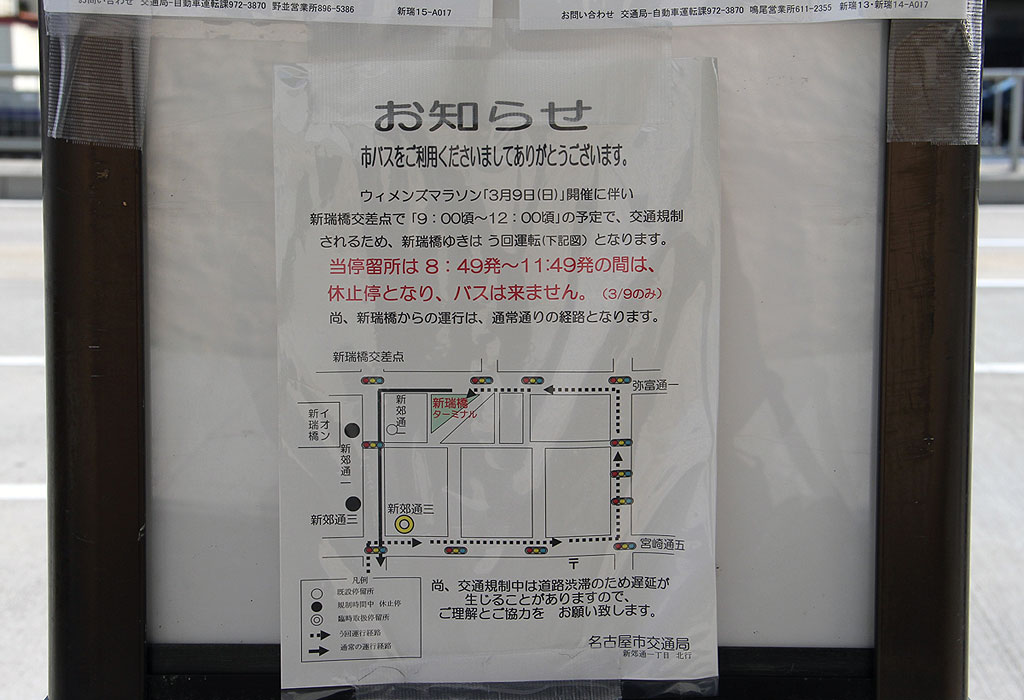 お問い合わせ 交通局-自動車運転課972-3870 野並営業所896-5386 新瑞15-A017
お問い合わせ 交通局-自動車運転課972-3870 鳴尾営業所611-2355 新瑞13・新瑞14-A017
お知らせ
市バスをご利用くださいましてありがとうございます。
ウィメンズマラソン「3月9日(日)」開催に伴い
新瑞橋交差点で「9：00頃～12：00頃」の予定で、交通規制
されるため、新瑞橋ゆきは う回運転(下記図) となります。
当停留所は 8：49発～11:49発の間は、
休止停となり、バスは来ません。(3/9のみ)
尚、新瑞橋からの運行は、通常通りの経路となります。
新瑞橋交差点
弥富通一
新瑞橋
ターミナル
新郊通一
イオン
新瑞橋
新郊通一
新郊通三
新郊通三
宮崎通五
〒
凡例
既設停留所
規制時間中 休止停
臨時取扱停留所
う回運行経路
通常の運行経路
尚、交通規制中は道路渋滞のため遅延が
生じることがありますので、
ご理解とご協力を お願い致します。
名古屋市交通局
新郊通一丁目 北行